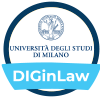 UNIVERSITÀ DEGLI STUDI
DI MILANO
DIGinLaw